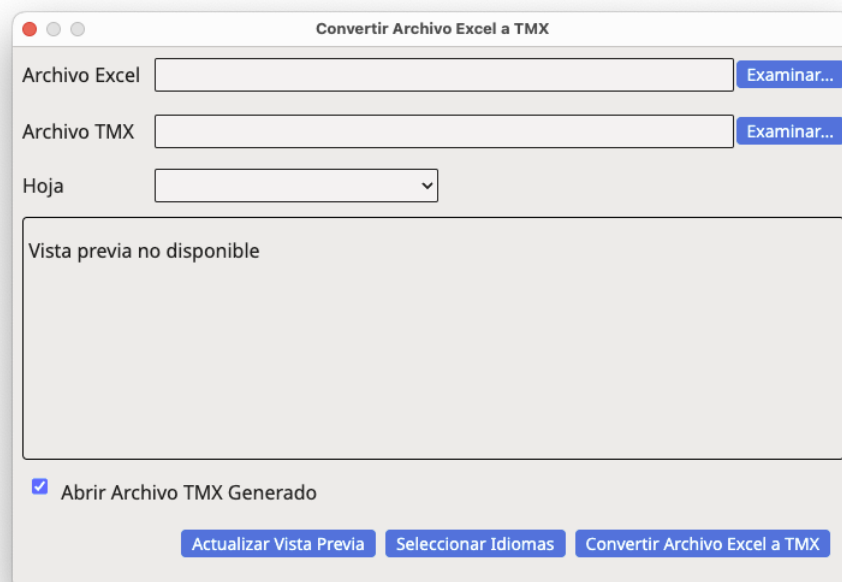 Convertir Archivo Excel a TMX
Archivo Excel Examinar...
Archivo TMX Examinar...
Hoja
Vista previa no disponible
Abrir Archivo TMX Generado
Actualizar Vista Previa Seleccionar Idiomas Convertir Archivo Excel a TMX